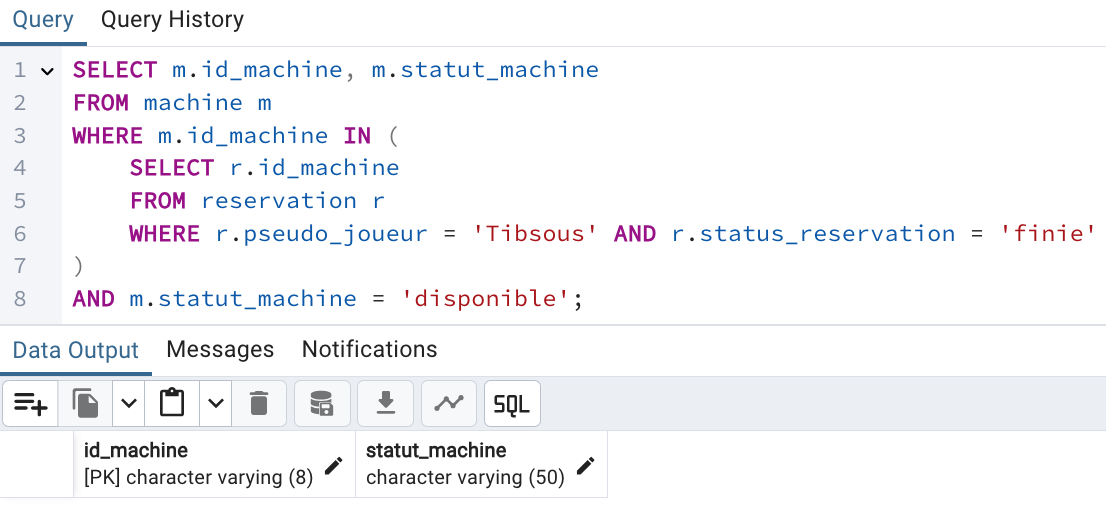 Query Query History
1 SELECT m.id_machine, m.statut_machine
2 FROM machine m
3 WHERE m.id_machine IN (
4 SELECT r.id_machine
5 FROM reservation r
6 WHERE r.pseudo_joueur = 'Tibsous' AND r.status_reservation = 'finie'
7 )
8 AND m.statut_machine = 'disponible';
Data Output Messages Notifications
SQL
id_machine statut_machine
[PK] character varying (8) character varying (50)